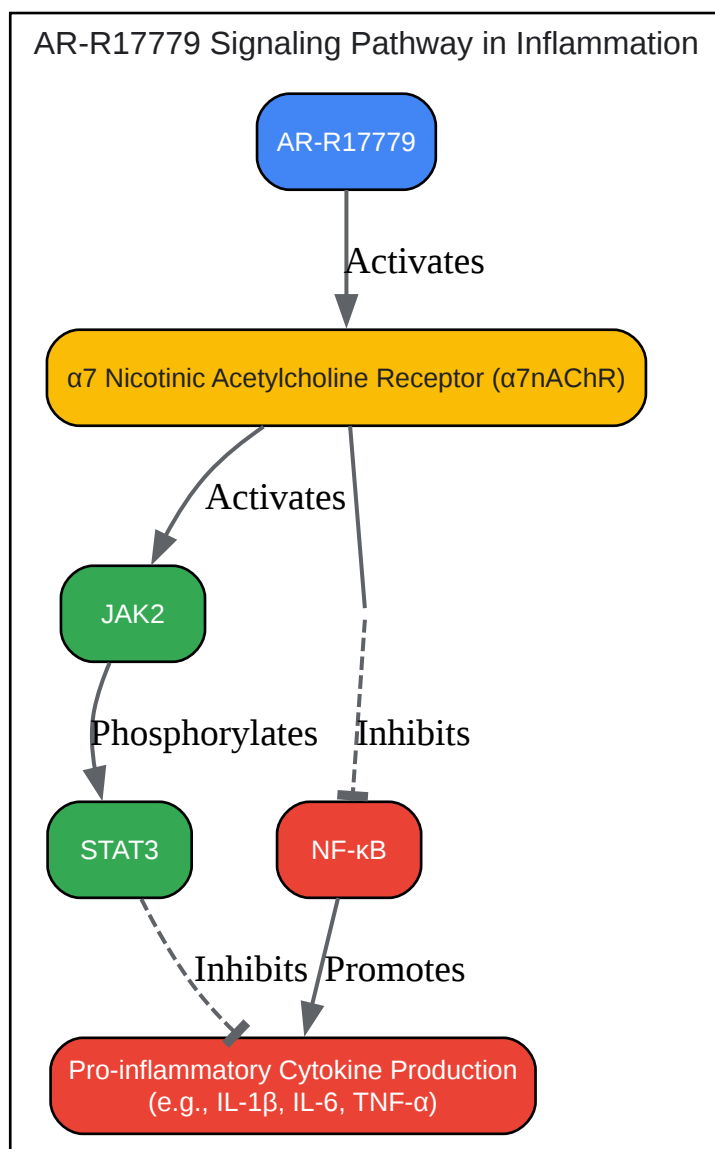 AR-R17779 Signaling Pathway in Inflammation
AR-R17779
Activates
α7 Nicotinic Acetylcholine Receptor (α7nAChR)
Activates
JAK2
Phosphorylates
Inhibits
STAT3
NF-κB
Inhibits
Promotes
Pro-inflammatory Cytokine Production
(e.g., IL-1β, IL-6, TNF-α)